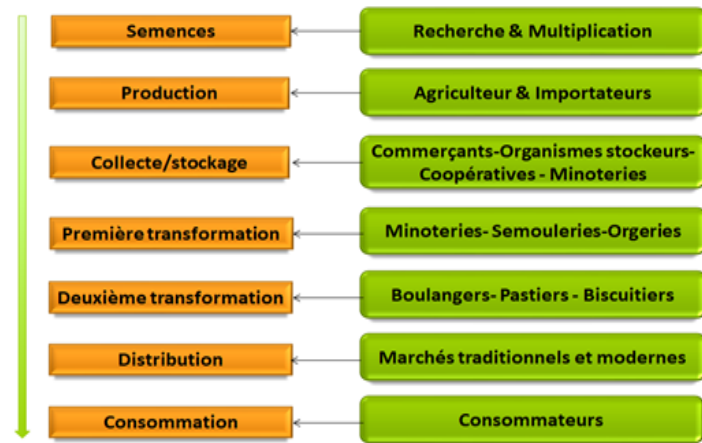 Semences
Recherche & Multiplication
Production
Agriculteur & Importateurs
Collecte/stockage
Commerçants-Organismes stockeurs-
Coopératives - Minoteries
Première transformation
Minoteries- Semouleries-Orgeries
Deuxième transformation
Boulangers- Pastiers - Biscuitiers
Distribution
Marchés traditionnels et modernes
Consommation
Consommateurs